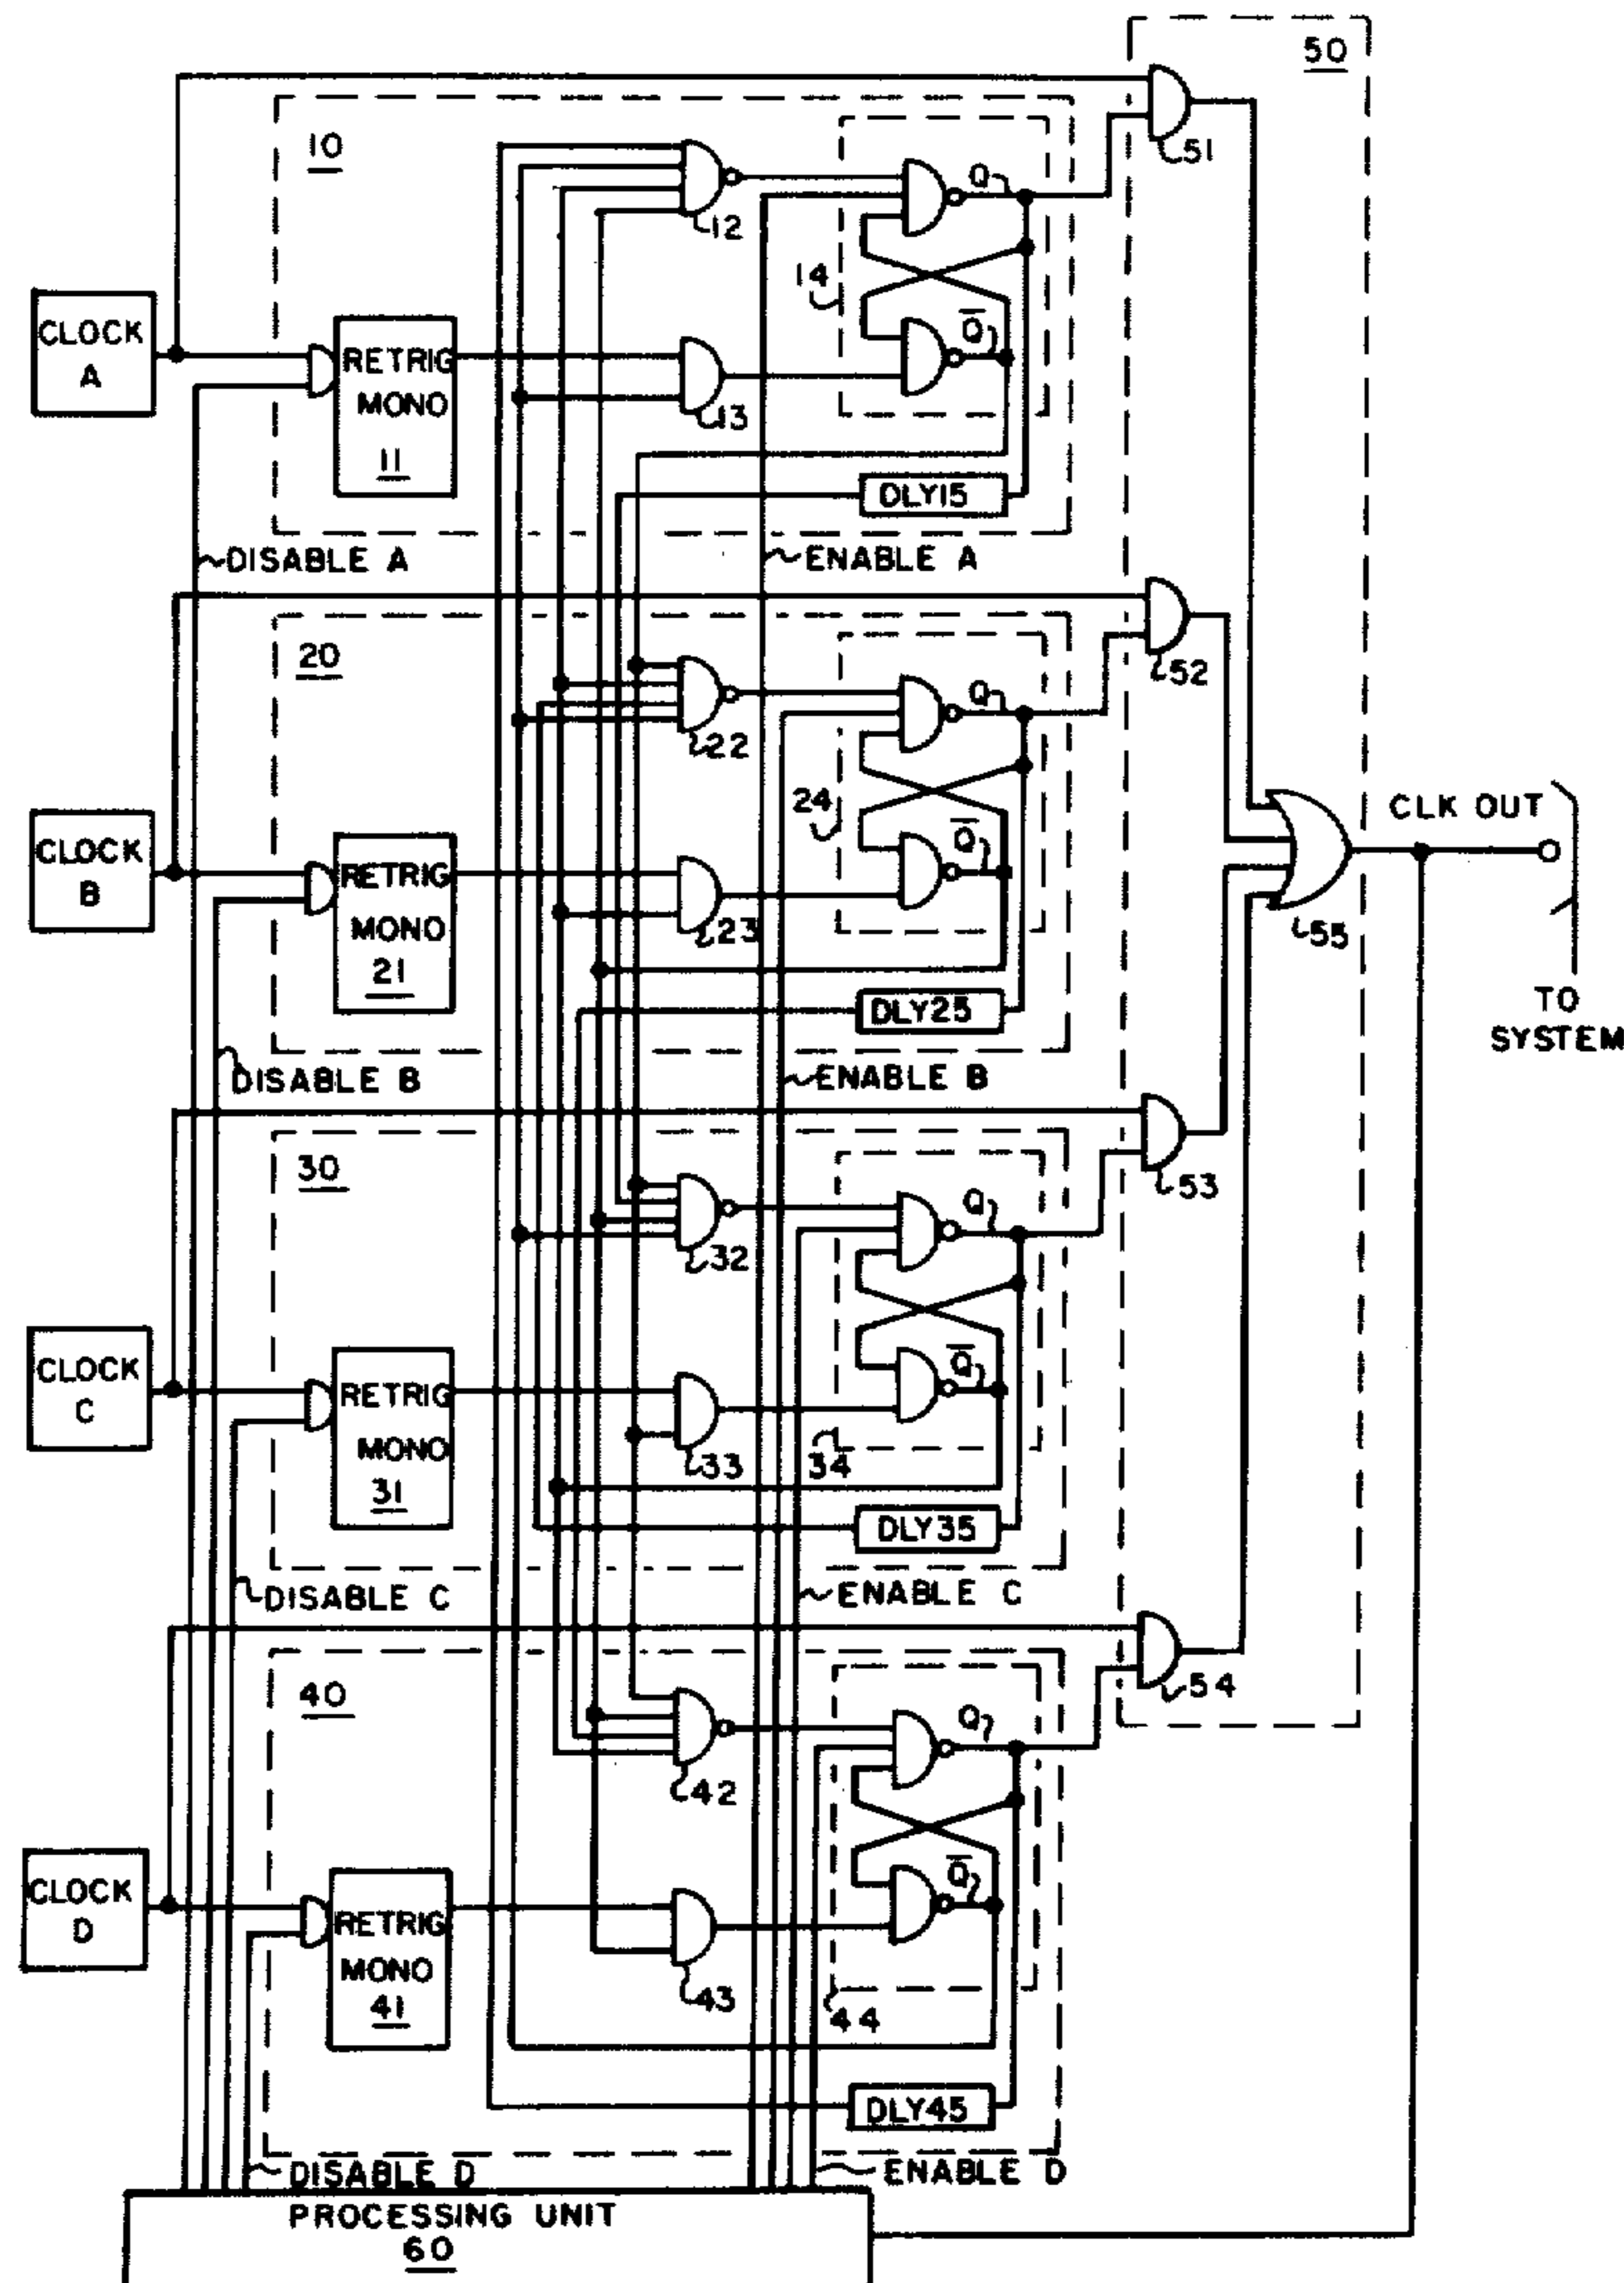 50
51
10
12
Q
14
Q
CLOCK
A
RETRIG
MONO
11
13
DLY15
DISABLE A
ENABLE A
20
52
22
Q
24
Q
CLK OUT
CLOCK
B
RETRIG
MONO
21
23
55
DLY25
TO
SYSTEM
DISABLE B
ENABLE B
30
53
32
Q
CLOCK
C
RETRIG
MONO
31
33
Q
34
DLY35
DISABLE C
ENABLE C
40
54
Q
42
CLOCK
D
RETRIG
MONO
41
43
Q
44
DLY45
DISABLE D
ENABLE D
PROCESSING UNIT
60